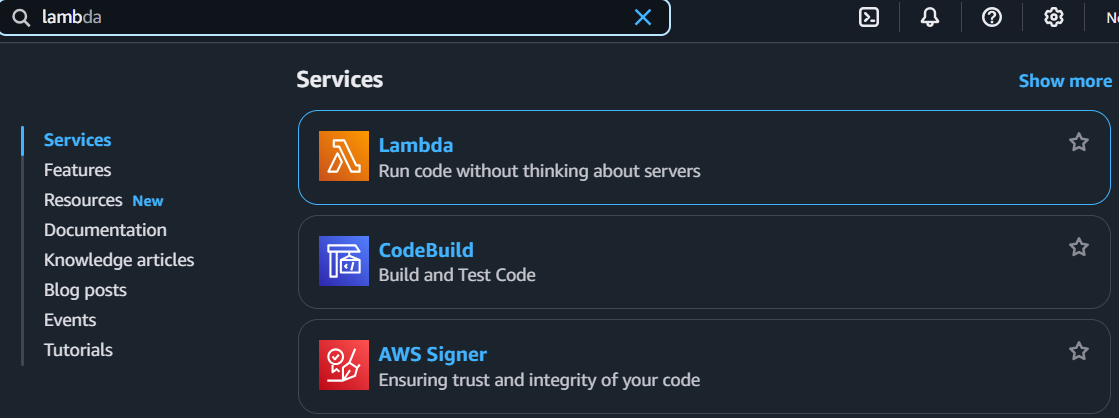 lambda
N
Services
Show more
Services
Features
Resources New
Documentation
Knowledge articles
Blog posts
Events
Tutorials
Lambda
Run code without thinking about servers
CodeBuild
Build and Test Code
AWS Signer
Ensuring trust and integrity of your code